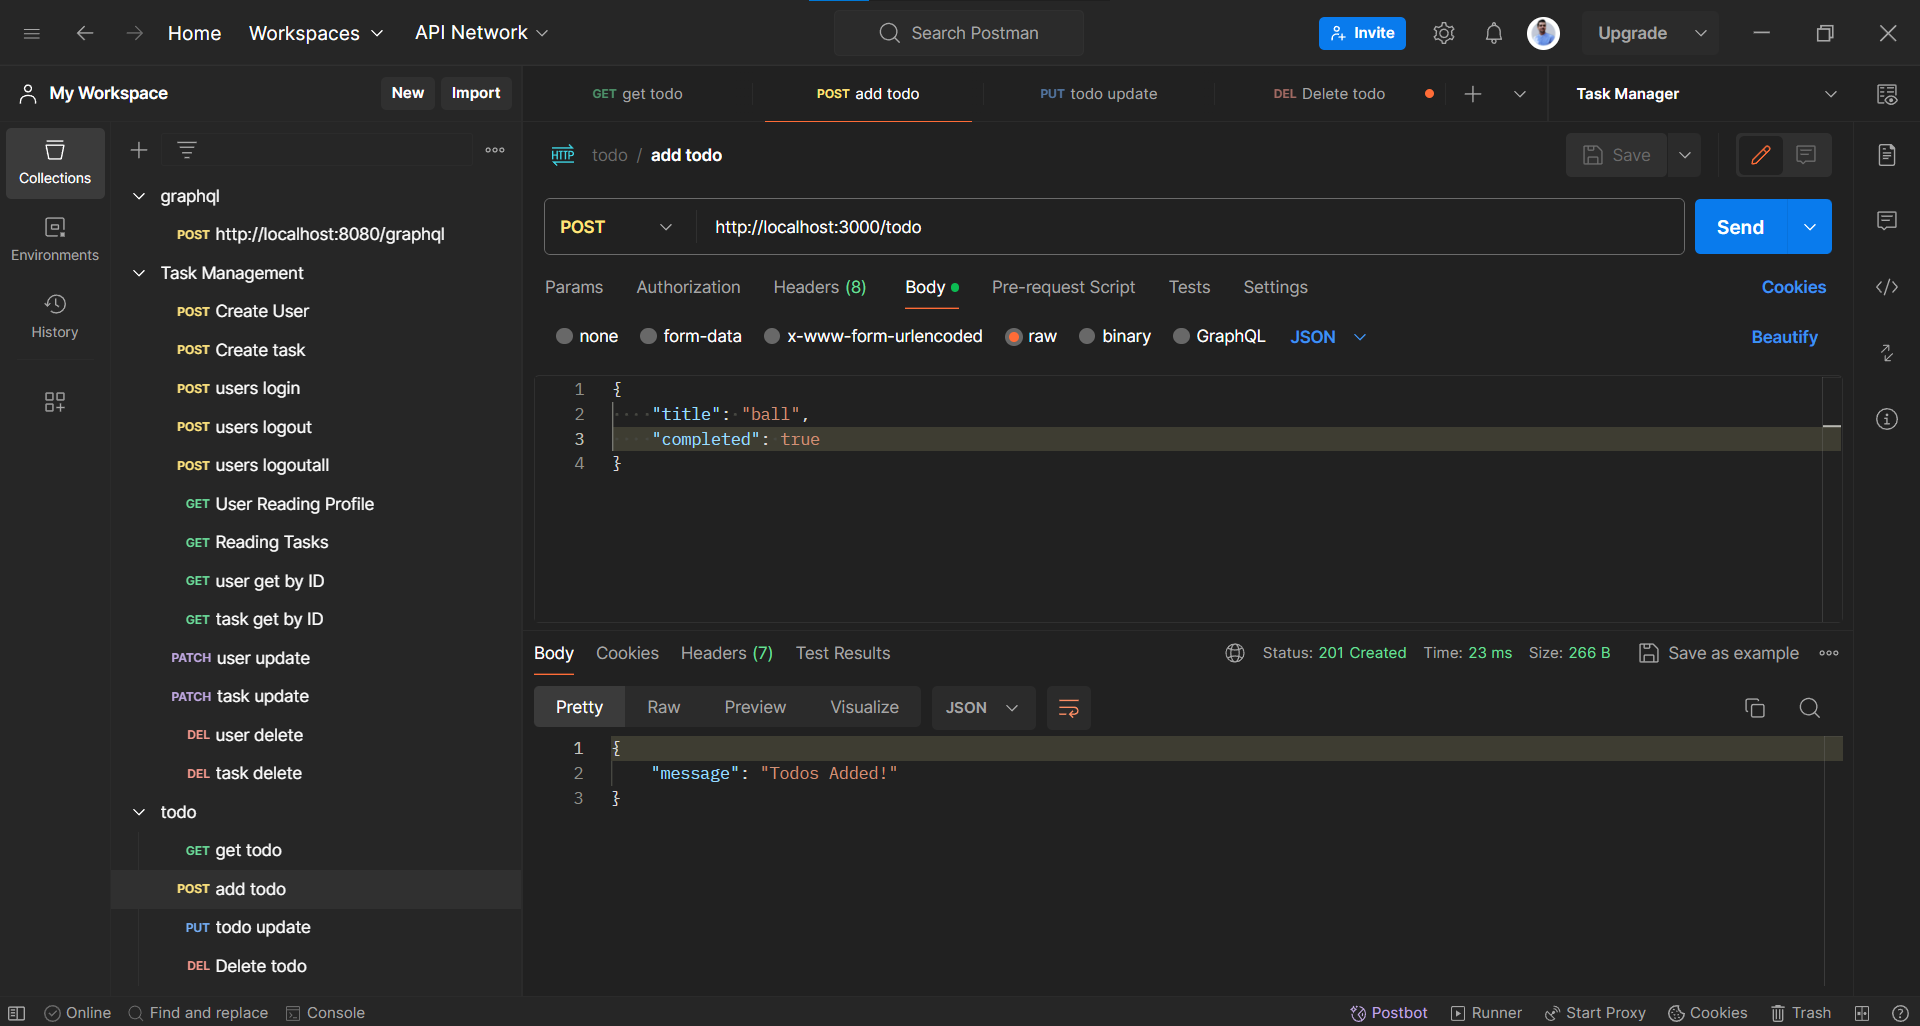 Home Workspaces API Network Search Postman Invite Upgrade
My Workspace New Import
GET get todo POST add todo PUT todo update DEL Delete todo Task Manager
Collections
Environments
History
graphql
POST http://localhost:8080/graphql
Task Management
POST Create User
POST Create task
POST users login
POST users logout
POST users logoutall
GET User Reading Profile
GET Reading Tasks
GET user get by ID
GET task get by ID
PATCH user update
PATCH task update
DEL user delete
DEL task delete
todo
GET get todo
POST add todo
PUT todo update
DEL Delete todo
HTTP todo / add todo Save
POST http://localhost:3000/todo Send
Params Authorization Headers (8) Body Pre-request Script Tests Settings Cookies
none form-data x-www-form-urlencoded raw binary GraphQL JSON Beautify
1 {
2 "title": "ball",
3 "completed": true
4 }
Body Cookies Headers (7) Test Results Status: 201 Created Time: 23 ms Size: 266 B Save as example
Pretty Raw Preview Visualize JSON
1 {
2 "message": "Todos Added!"
3 }
Online Find and replace Console Postbot Runner Start Proxy Cookies Trash